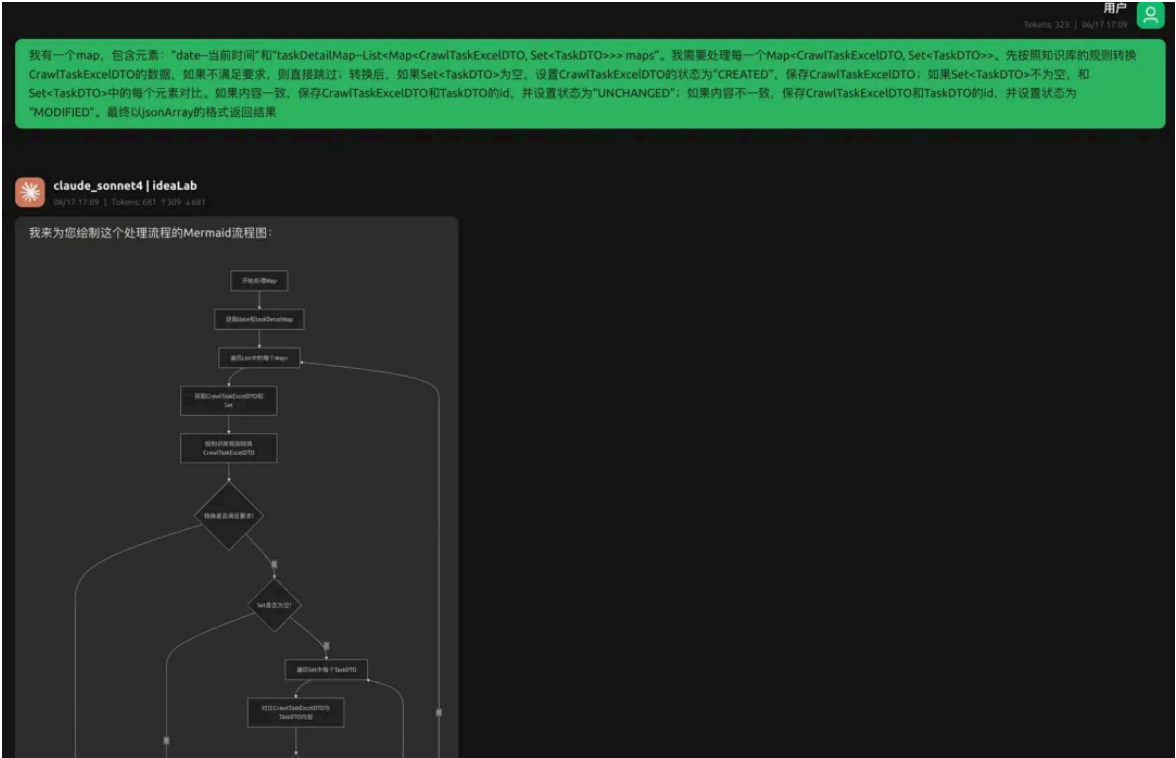 用户
Tokens: 323 | 06/17 17:09
我有一个map，包含元素："date--当前时间"和"taskDetailMap--List<Map<CrawlTaskExcelDTO, Set<TaskDTO>>> maps"。我需要处理每一个Map<CrawlTaskExcelDTO, Set<TaskDTO>>。先按照知识库的规则转换
CrawlTaskExcelDTO的数据，如果不满足要求，则直接跳过；转换后，如果Set<TaskDTO>为空，设置CrawlTaskExcelDTO的状态为"CREATED"，保存CrawlTaskExcelDTO；如果Set<TaskDTO>不为空，和
Set<TaskDTO>中的每个元素对比。如果内容一致，保存CrawlTaskExcelDTO和TaskDTO的id，并设置状态为"UNCHANGED"；如果内容不一致，保存CrawlTaskExcelDTO和TaskDTO的id，并设置状态为
"MODIFIED"。最终以jsonArray的格式返回结果
claude_sonnet4 | ideaLab
06/17 17:09 | Tokens: 681 ↑309 ↓681
我来为您绘制这个处理流程的Mermaid流程图：
开始处理Map
获取date和taskDetailMap
遍历List中的每个Map
获取CrawlTaskExcelDTO和
Set
按知识库规则转换
CrawlTaskExcelDTO
转换是否满足要求?
Set是否为空?
遍历Set中每个TaskDTO
对比CrawlTaskExcelDTO与
TaskDTO内容